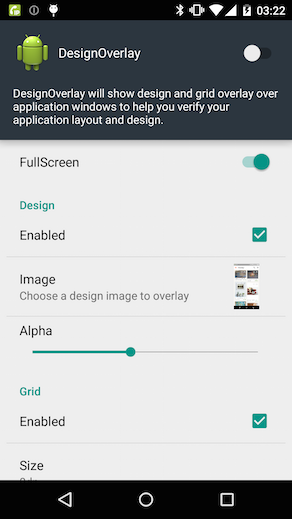 03:22
DesignOverlay
DesignOverlay will show design and grid overlay over
application windows to help you verify your
application layout and design.
FullScreen
Design
Enabled
Image
Choose a design image to overlay
Alpha
Grid
Enabled
Size